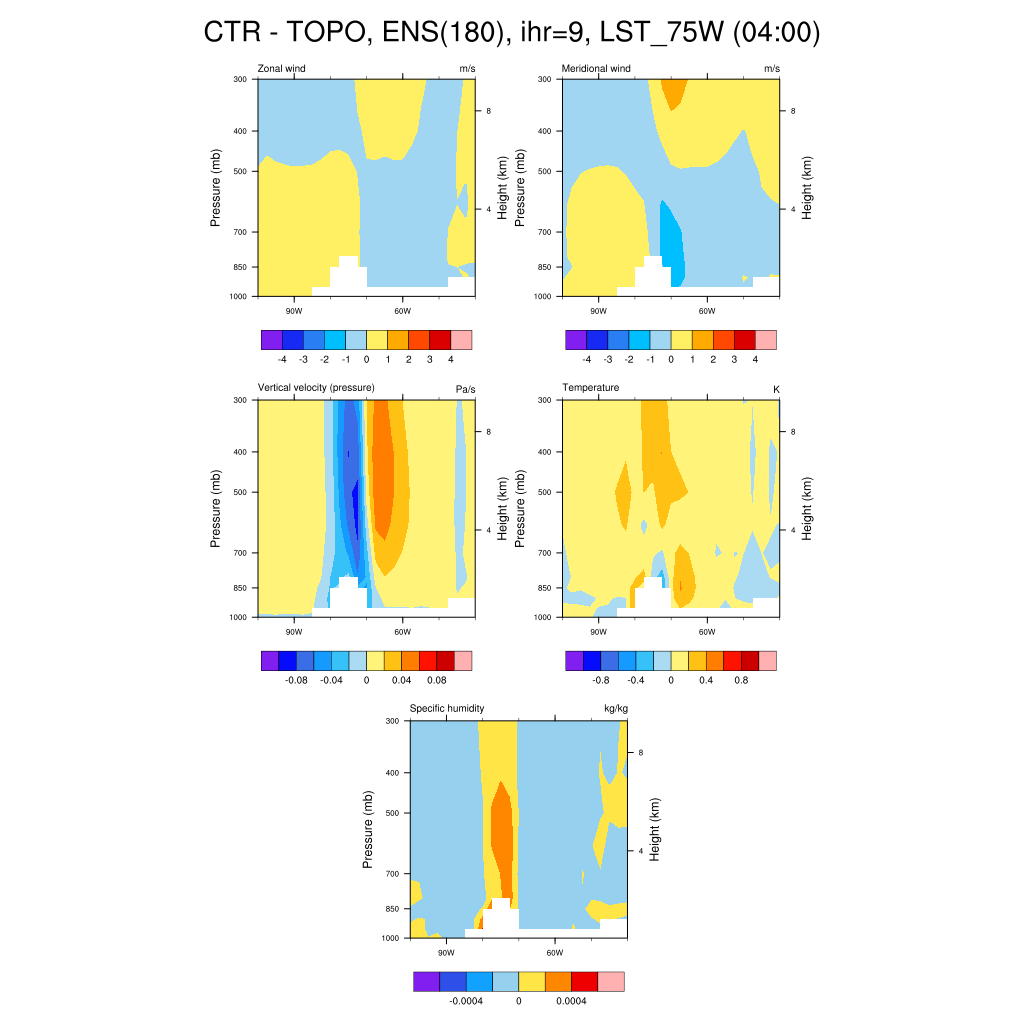 CTR - TOPO, ENS(180), ihr=9, LST_75W (04:00)
Zonal wind m/s
300
400
500
700
850
1000
Pressure (mb)
8
4
Height (km)
90W 60W
-4 -3 -2 -1 0 1 2 3 4
Meridional wind m/s
300
400
500
700
850
1000
Pressure (mb)
8
4
Height (km)
90W 60W
-4 -3 -2 -1 0 1 2 3 4
Vertical velocity (pressure) Pa/s
300
400
500
700
850
1000
Pressure (mb)
8
4
Height (km)
90W 60W
-0.08 -0.04 0 0.04 0.08
Temperature K
300
400
500
700
850
1000
Pressure (mb)
8
4
Height (km)
90W 60W
-0.8 -0.4 0 0.4 0.8
Specific humidity kg/kg
300
400
500
700
850
1000
Pressure (mb)
8
4
Height (km)
90W 60W
-0.0004 0 0.0004